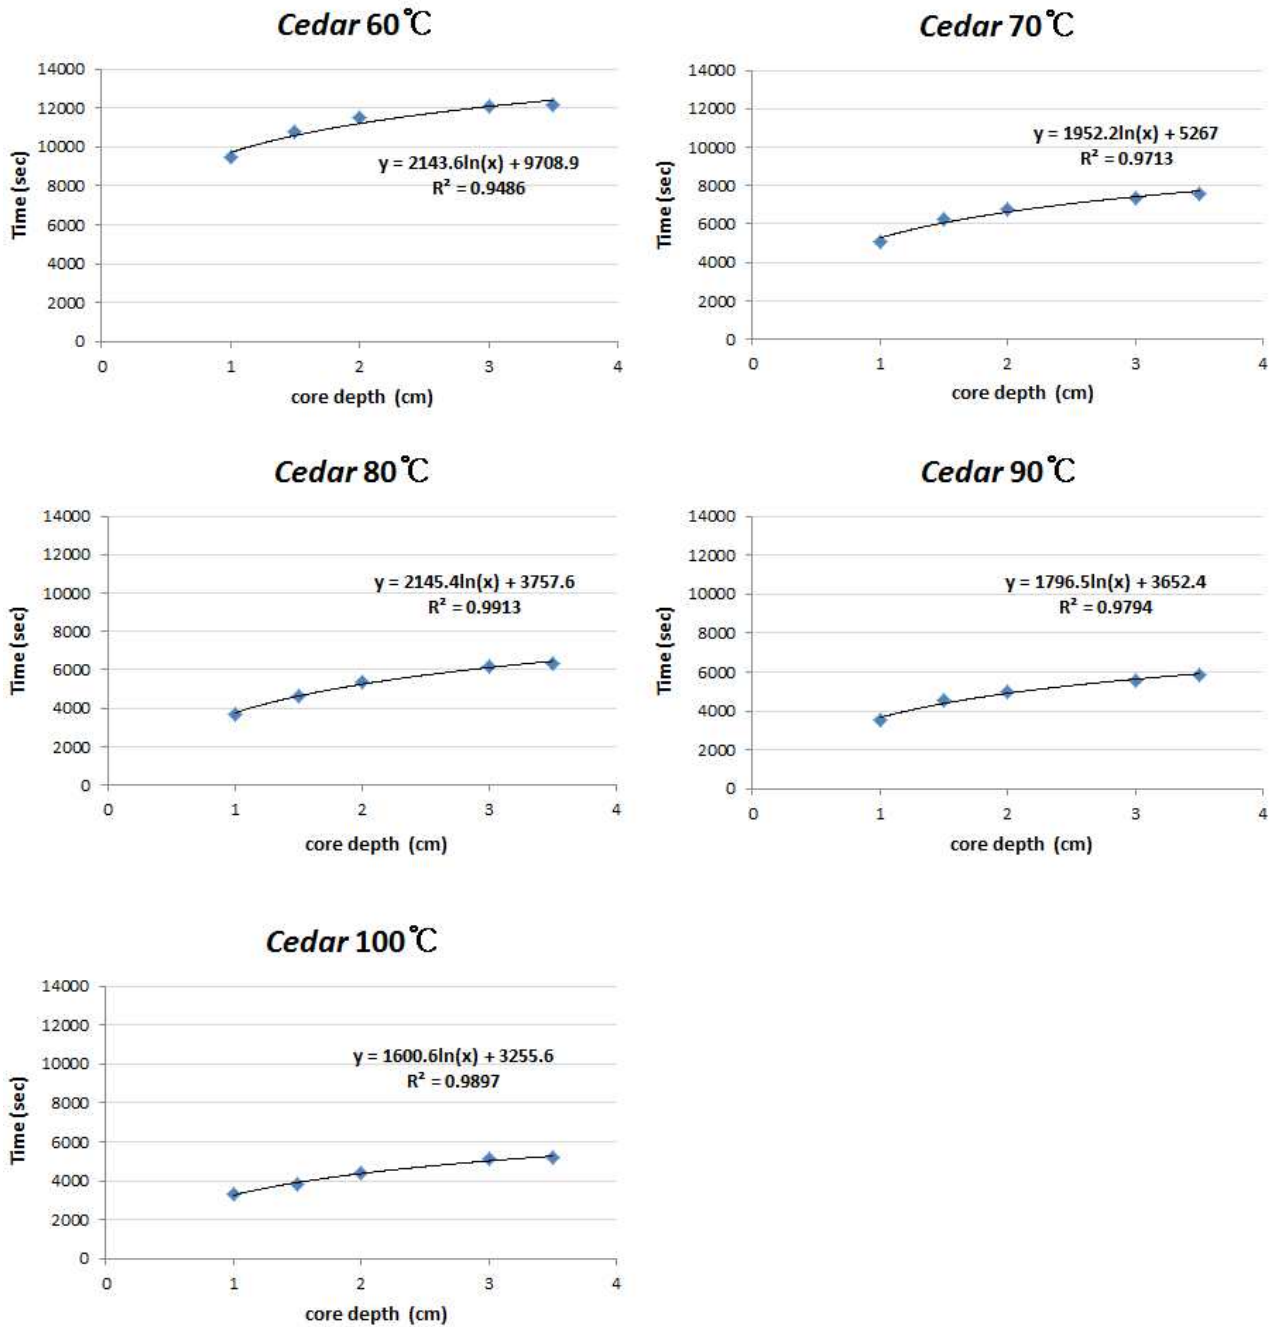 Cedar 60℃
14000
12000
10000
8000
6000
4000
2000
0
Time (sec)
y = 2143.6ln(x) + 9708.9
R² = 0.9486
0 1 2 3 4
core depth (cm)
Cedar 70℃
14000
12000
10000
8000
6000
4000
2000
0
Time (sec)
y = 1952.2ln(x) + 5267
R² = 0.9713
0 1 2 3 4
core depth (cm)
Cedar 80℃
14000
12000
10000
8000
6000
4000
2000
0
Time (sec)
y = 2145.4ln(x) + 3757.6
R² = 0.9913
0 1 2 3 4
core depth (cm)
Cedar 90℃
14000
12000
10000
8000
6000
4000
2000
0
Time (sec)
y = 1796.5ln(x) + 3652.4
R² = 0.9794
0 1 2 3 4
core depth (cm)
Cedar 100℃
14000
12000
10000
8000
6000
4000
2000
0
Time (sec)
y = 1600.6ln(x) + 3255.6
R² = 0.9897
0 1 2 3 4
core depth (cm)